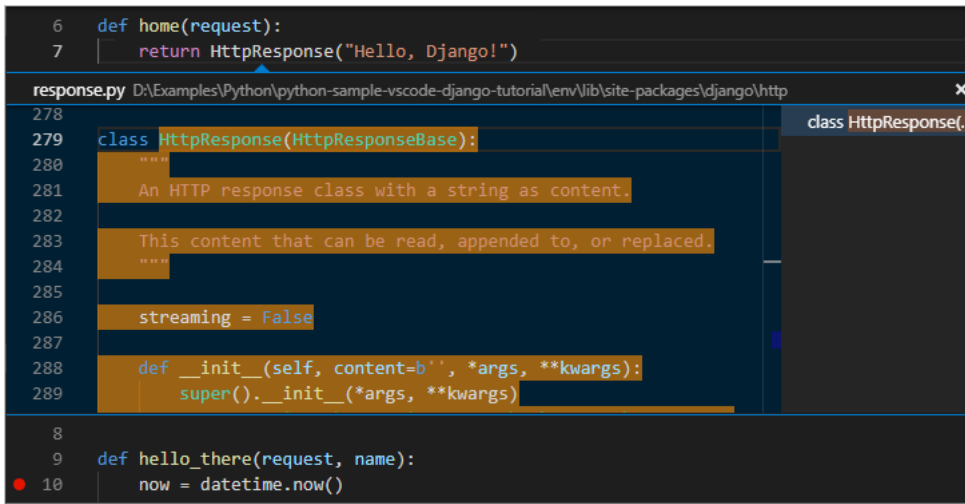 6 def home(request):
7 return HttpResponse("Hello, Django!")
response.py D:\Examples\Python\python-sample-vscode-django-tutorial\env\lib\site-packages\django\http ×
278
279 class HttpResponse(HttpResponseBase):
class HttpResponse(.
280 """
281 An HTTP response class with a string as content.
282
283 This content that can be read, appended to, or replaced.
284 """
285
286 streaming = False
287
288 def __init__(self, content=b'', *args, **kwargs):
289 super().__init__(*args, **kwargs)
8
9 def hello_there(request, name):
10 now = datetime.now()